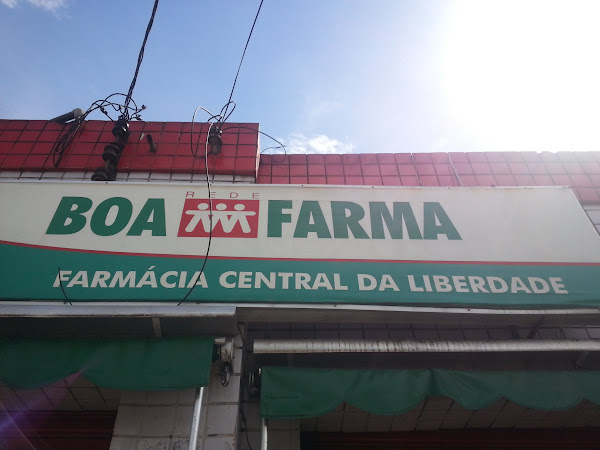 REDE
BOA FARMA
FARMÁCIA CENTRAL DA LIBERDADE